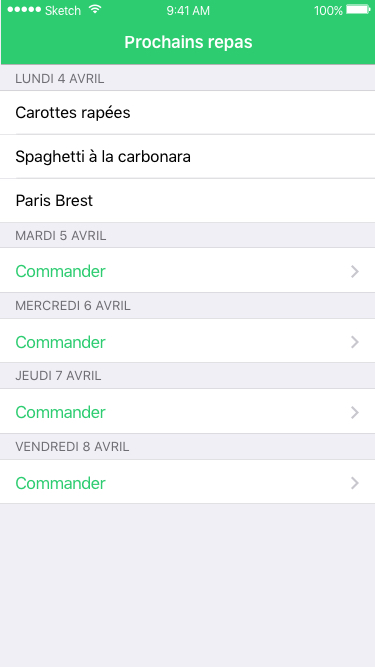 Sketch 9:41 AM 100%
Prochains repas
LUNDI 4 AVRIL
Carottes rapées
Spaghetti à la carbonara
Paris Brest
MARDI 5 AVRIL
Commander
MERCREDI 6 AVRIL
Commander
JEUDI 7 AVRIL
Commander
VENDREDI 8 AVRIL
Commander